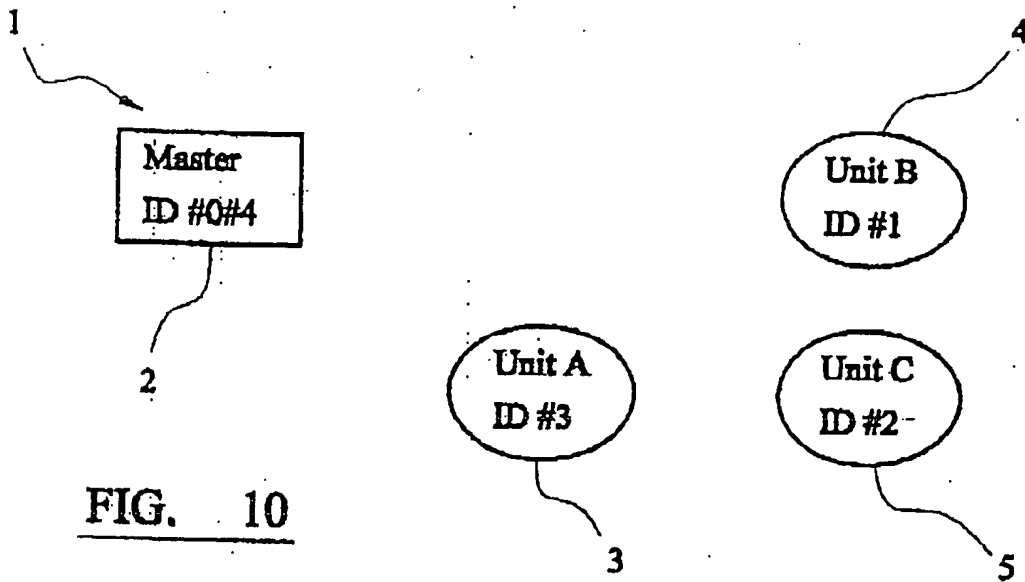 1
4
Master
ID #0#4
Unit B
ID #1
2
Unit A
ID #3
Unit C
ID #2
FIG. 10
3
5